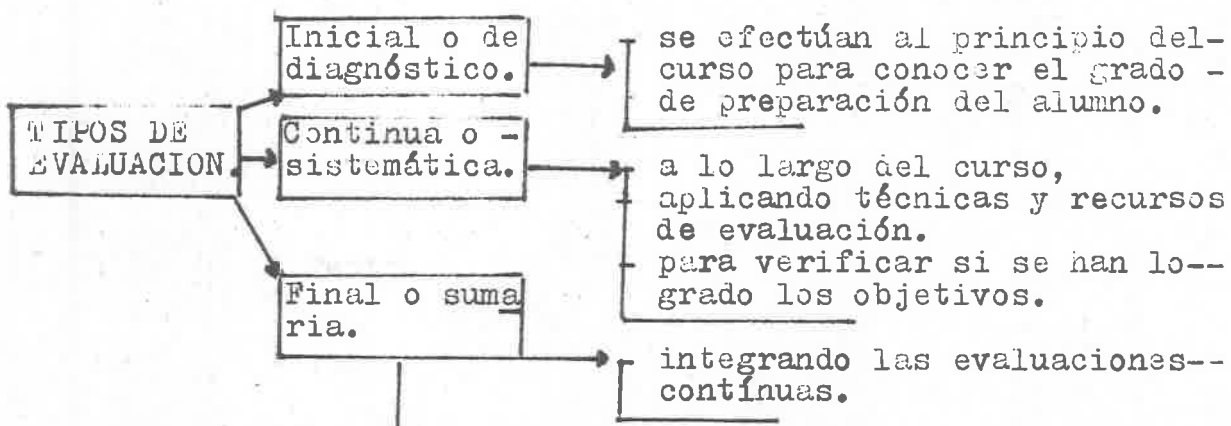 TIPOS DE
EVALUACION.
Inicial o de
diagnóstico.
se efectúan al principio del-
curso para conocer el grado -
de preparación del alumno.
Continua o -
sistemática.
a lo largo del curso,
aplicando técnicas y recursos
de evaluación.
para verificar si se han lo--
grado los objetivos.
Final o suma
ria.
integrando las evaluaciones--
contínuas.